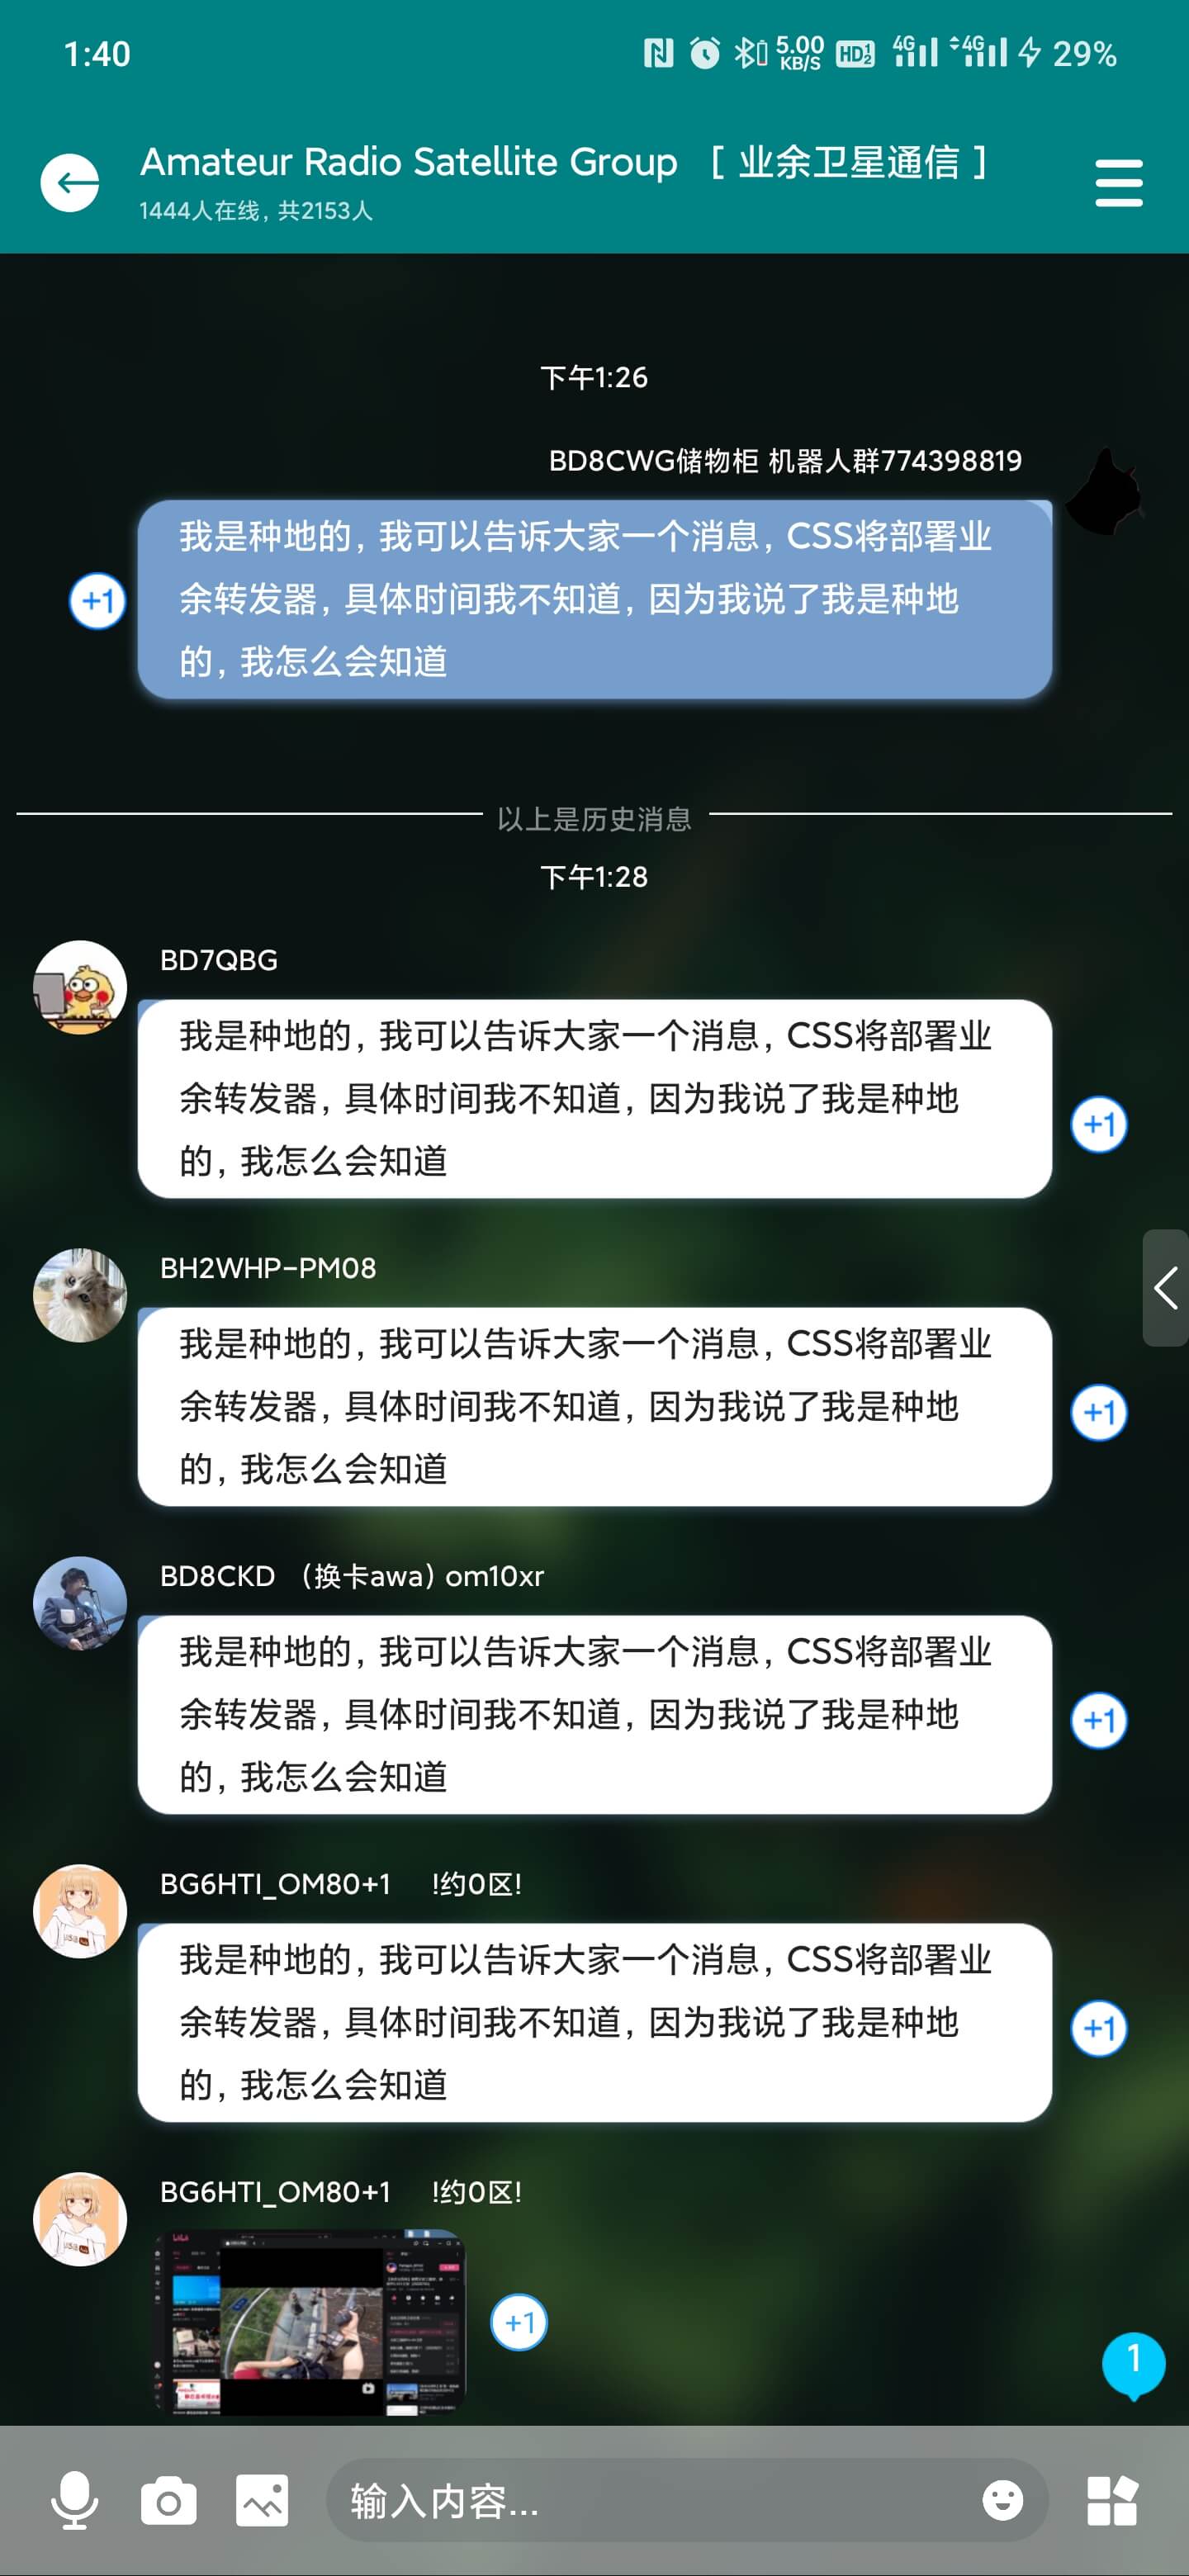 1:40
5.00
KB/S
HD 1 2
4G
4G
29%
Amateur Radio Satellite Group [ 业余卫星通信 ]
1444人在线, 共2153人
下午1:26
BD8CWG储物柜 机器人群774398819
我是种地的, 我可以告诉大家一个消息, CSS将部署业
余转发器, 具体时间我不知道, 因为我说了我是种地
的, 我怎么会知道
+1
以上是历史消息
下午1:28
BD7QBG
我是种地的, 我可以告诉大家一个消息, CSS将部署业
余转发器, 具体时间我不知道, 因为我说了我是种地
的, 我怎么会知道
+1
BH2WHP-PM08
我是种地的, 我可以告诉大家一个消息, CSS将部署业
余转发器, 具体时间我不知道, 因为我说了我是种地
的, 我怎么会知道
+1
BD8CKD （换卡awa）om10xr
我是种地的, 我可以告诉大家一个消息, CSS将部署业
余转发器, 具体时间我不知道, 因为我说了我是种地
的, 我怎么会知道
+1
BG6HTI_OM80+1 !约0区!
我是种地的, 我可以告诉大家一个消息, CSS将部署业
余转发器, 具体时间我不知道, 因为我说了我是种地
的, 我怎么会知道
+1
BG6HTI_OM80+1 !约0区!
+1
1
输入内容...